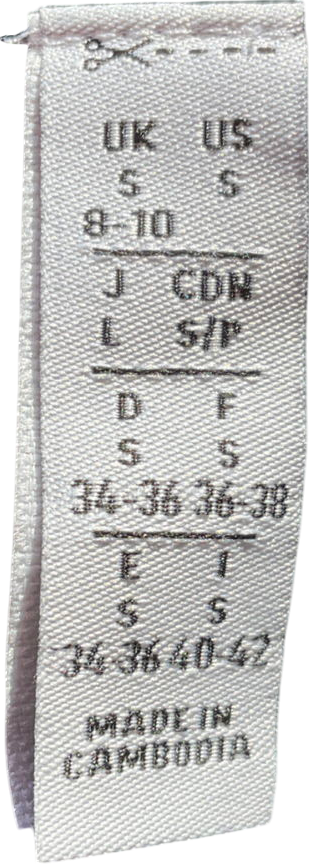 UK US
S S
8-10
J CDN
L S/P
D F
S S
34-36 36-38
E I
S S
34-36 40-42
MADE IN
CAMBODIA